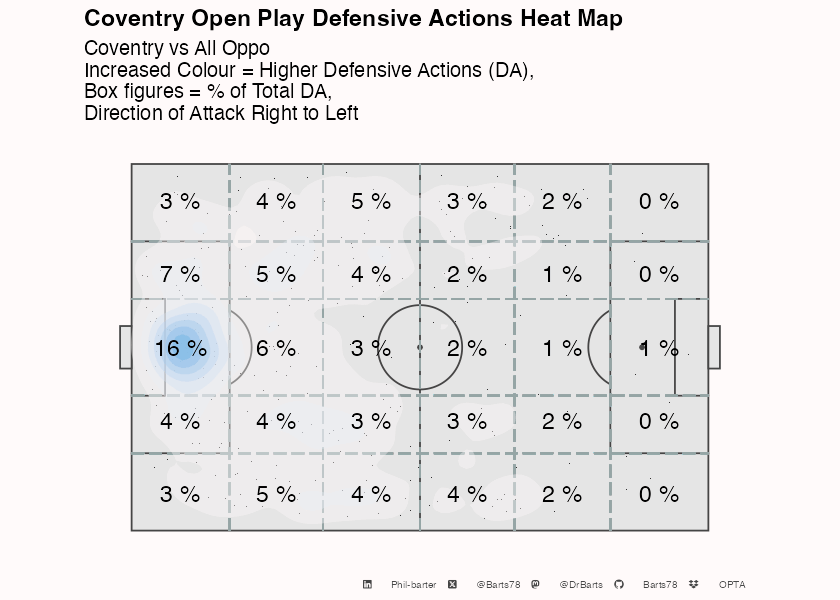 Coventry Open Play Defensive Actions Heat Map
Coventry vs All Oppo
Increased Colour = Higher Defensive Actions (DA),
Box figures = % of Total DA,
Direction of Attack Right to Left
3 % 4 % 5 % 3 % 2 % 0 %
7 % 5 % 4 % 2 % 1 % 0 %
16 % 6 % 3 % 2 % 1 % 1 %
4 % 4 % 3 % 3 % 2 % 0 %
3 % 5 % 4 % 4 % 2 % 0 %
Phil-barter @Barts78 @DrBarts Barts78 OPTA